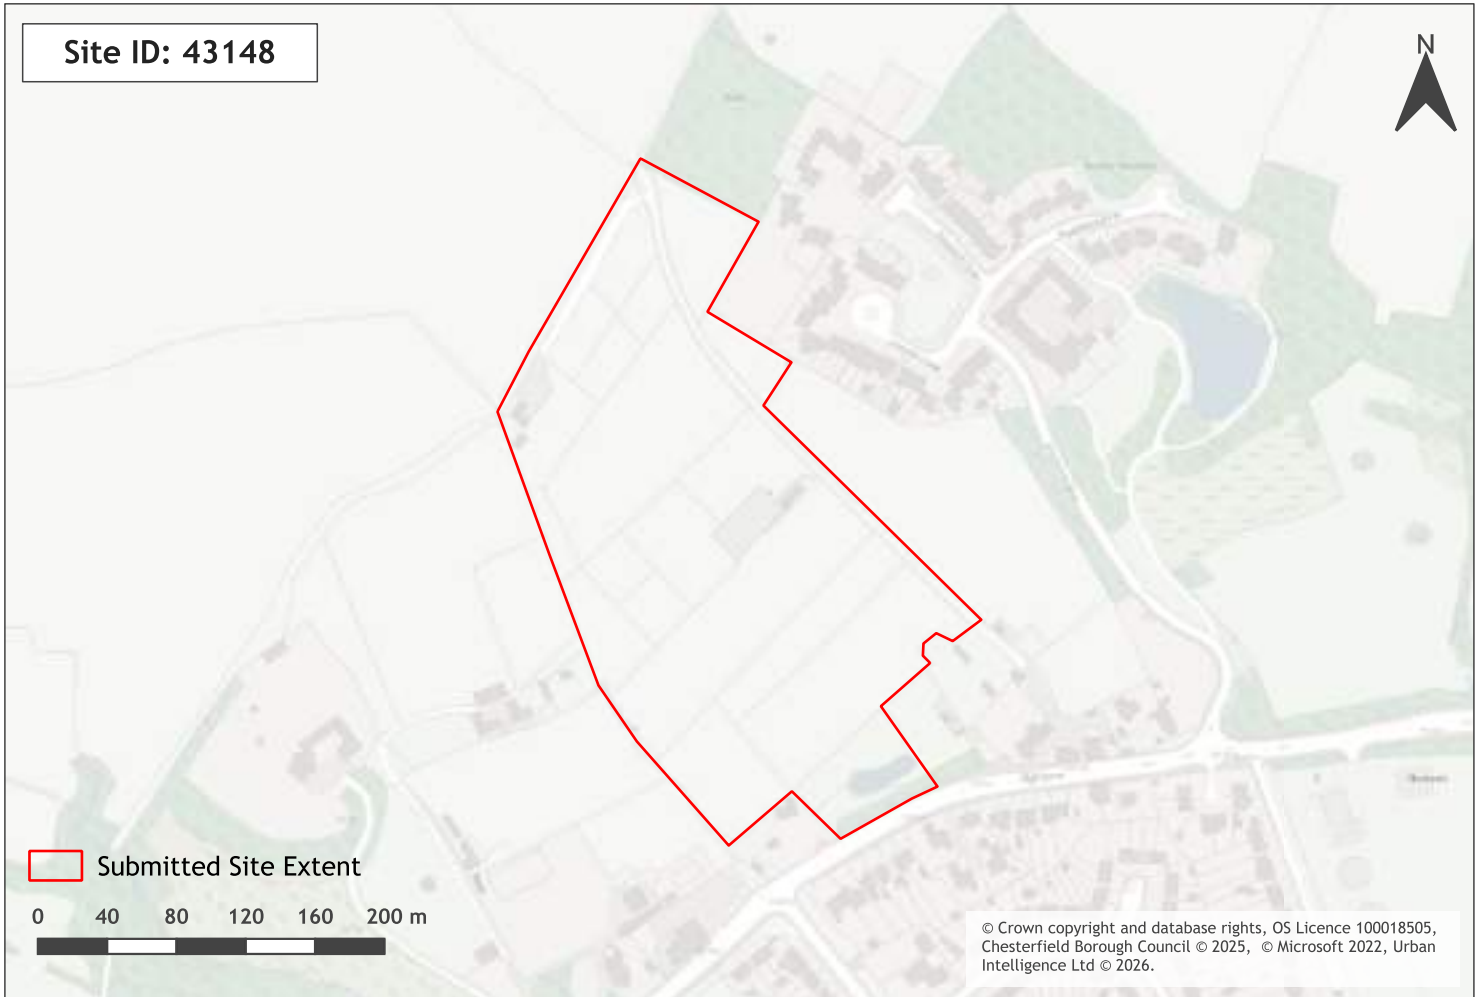 Site ID: 43148
N
Submitted Site Extent
0 40 80 120 160 200 m
© Crown copyright and database rights, OS Licence 100018505,
Chesterfield Borough Council © 2025, © Microsoft 2022, Urban
Intelligence Ltd © 2026.